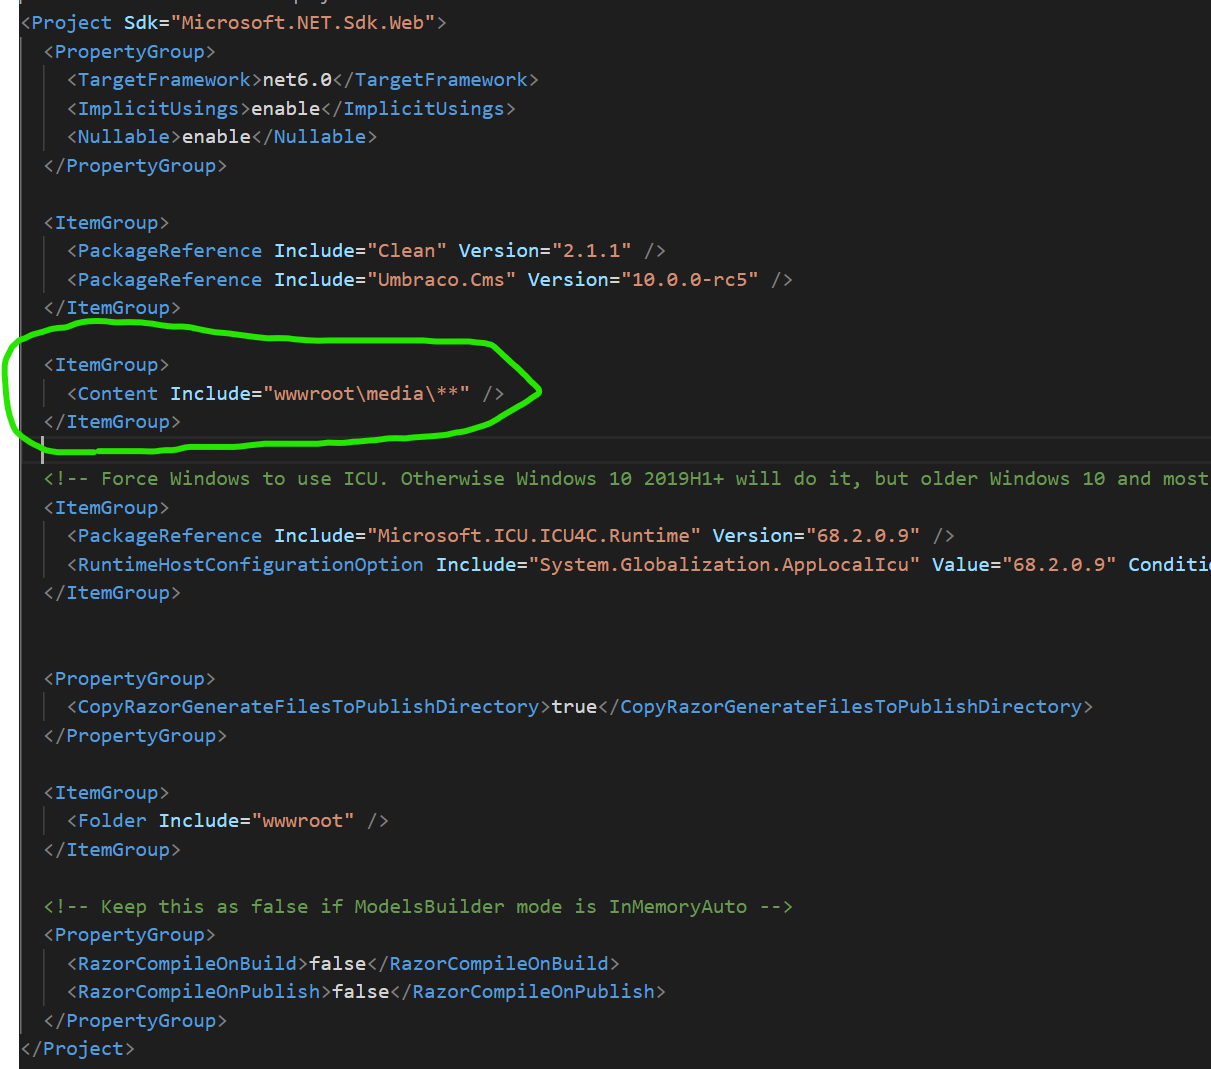 <Project Sdk="Microsoft.NET.Sdk.Web">
<PropertyGroup>
<TargetFramework>net6.0</TargetFramework>
<ImplicitUsings>enable</ImplicitUsings>
<Nullable>enable</Nullable>
</PropertyGroup>
<ItemGroup>
<PackageReference Include="Clean" Version="2.1.1" />
<PackageReference Include="Umbraco.Cms" Version="10.0.0-rc5" />
</ItemGroup>
<ItemGroup>
<Content Include="wwwroot\media\**" />
</ItemGroup>
<!-- Force Windows to use ICU. Otherwise Windows 10 2019H1+ will do it, but older Windows 10 and most
<ItemGroup>
<PackageReference Include="Microsoft.ICU.ICU4C.Runtime" Version="68.2.0.9" />
<RuntimeHostConfigurationOption Include="System.Globalization.AppLocalIcu" Value="68.2.0.9" Conditi
</ItemGroup>
<PropertyGroup>
<CopyRazorGenerateFilesToPublishDirectory>true</CopyRazorGenerateFilesToPublishDirectory>
</PropertyGroup>
<ItemGroup>
<Folder Include="wwwroot" />
</ItemGroup>
<!-- Keep this as false if ModelsBuilder mode is InMemoryAuto -->
<PropertyGroup>
<RazorCompileOnBuild>false</RazorCompileOnBuild>
<RazorCompileOnPublish>false</RazorCompileOnPublish>
</PropertyGroup>
</Project>